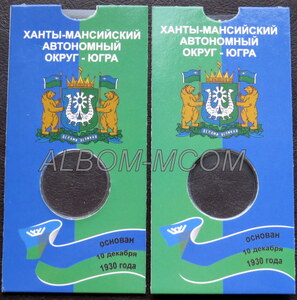 ХАНТЫ-МАНСИЙСКИЙ
АВТОНОМНЫЙ
ОКРУГ - ЮГРА
основан
10 декабря
1930 года
ХАНТЫ-МАНСИЙСКИЙ
АВТОНОМНЫЙ
ОКРУГ - ЮГРА
основан
10 декабря
1930 года
ALBOM-MCOM